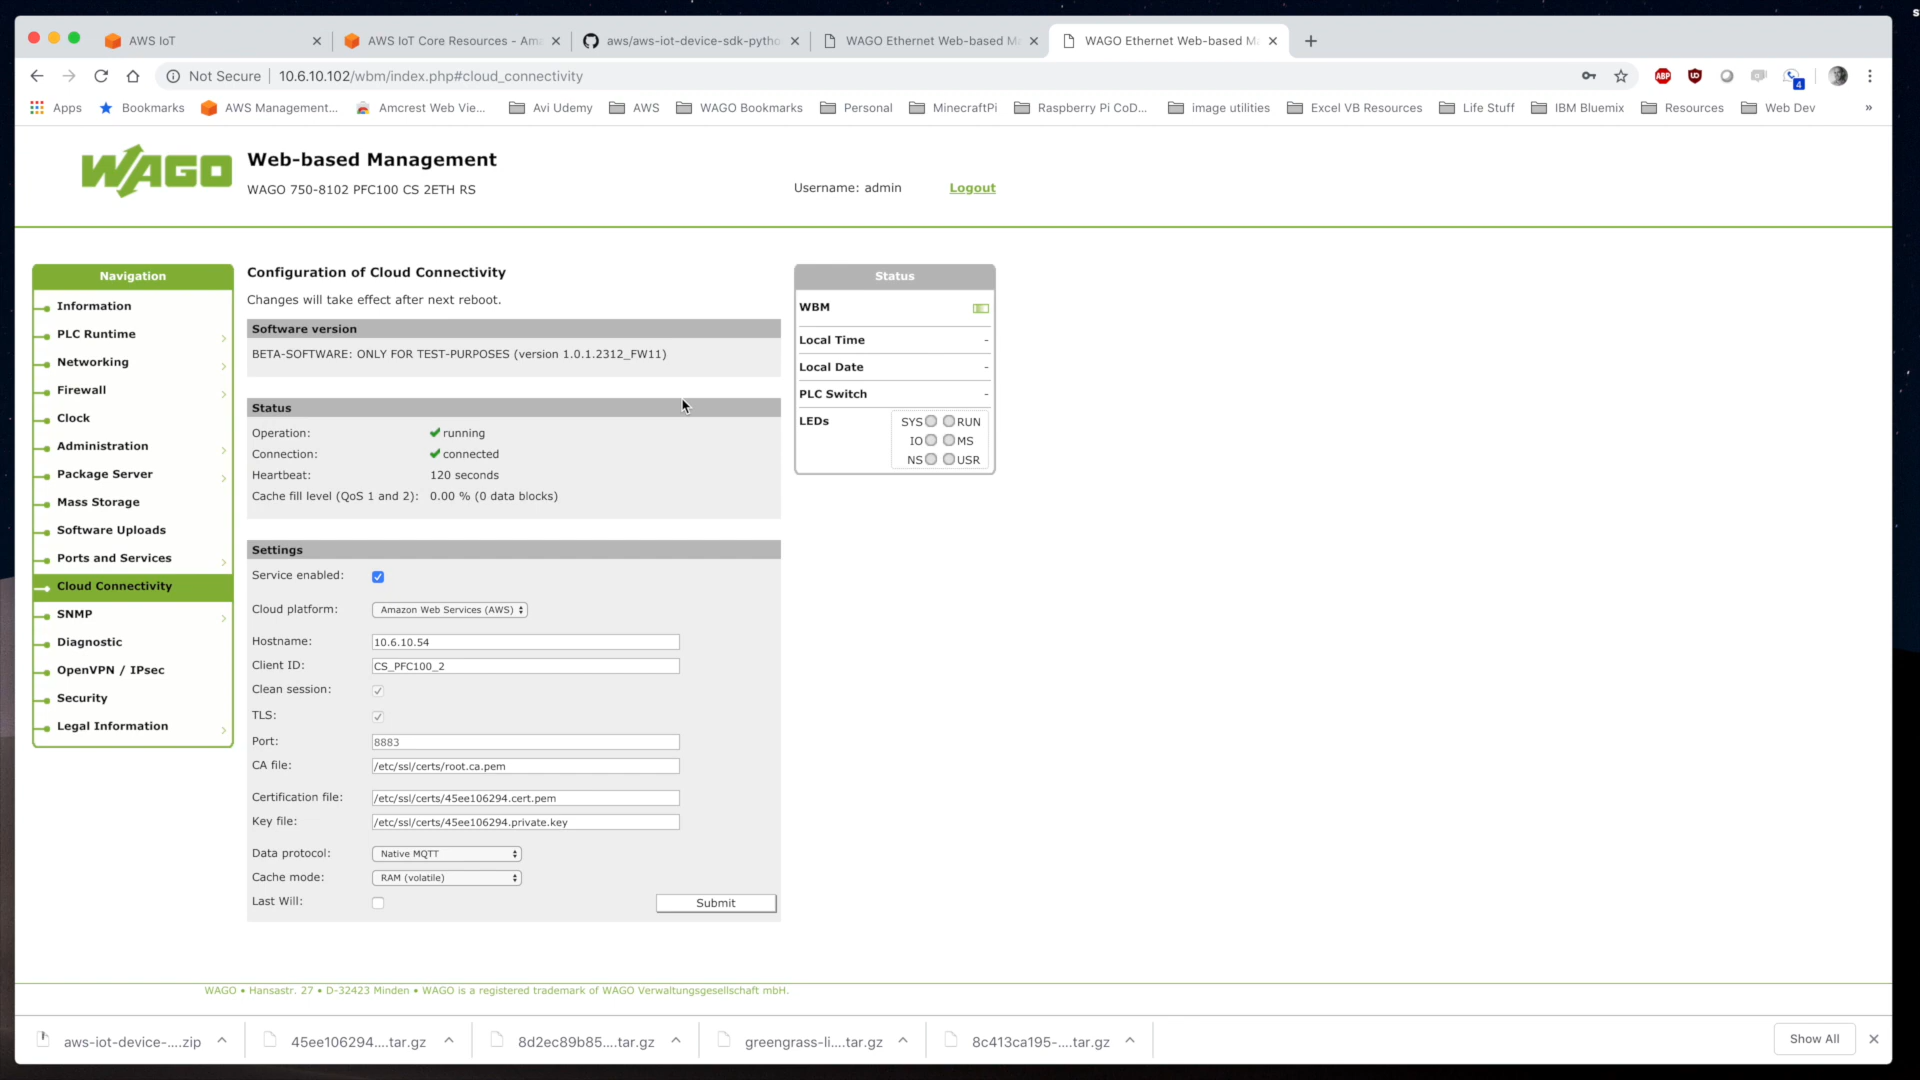 AWS IoT
AWS IoT Core Resources - Am
aws/aws-iot-device-sdk-pytho
WAGO Ethernet Web-based M
WAGO Ethernet Web-based M
Not Secure
10.6.10.102/wbm/index.php#cloud_connectivity
ABP
4
Apps
Bookmarks
AWS Management...
Amcrest Web Vie...
Avi Udemy
AWS
WAGO Bookmarks
Personal
MinecraftPi
Raspberry Pi CoD...
image utilities
Excel VB Resources
Life Stuff
IBM Bluemix
Resources
Web Dev
»
WAGO
Web-based Management
WAGO 750-8102 PFC100 CS 2ETH RS
Username: admin
Logout
Navigation
Information
PLC Runtime
Networking
Firewall
Clock
Administration
Package Server
Mass Storage
Software Uploads
Ports and Services
Cloud Connectivity
SNMP
Diagnostic
OpenVPN / IPsec
Security
Legal Information
Configuration of Cloud Connectivity
Changes will take effect after next reboot.
Software version
BETA-SOFTWARE: ONLY FOR TEST-PURPOSES (version 1.0.1.2312_FW11)
Status
Operation: running
Connection: connected
Heartbeat: 120 seconds
Cache fill level (QoS 1 and 2): 0.00 % (0 data blocks)
Settings
Service enabled:
Cloud platform: Amazon Web Services (AWS)
Hostname: 10.6.10.54
Client ID: CS_PFC100_2
Clean session:
TLS:
Port: 8883
CA file: /etc/ssl/certs/root.ca.pem
Certification file: /etc/ssl/certs/45ee106294.cert.pem
Key file: /etc/ssl/certs/45ee106294.private.key
Data protocol: Native MQTT
Cache mode: RAM (volatile)
Last Will:
Submit
Status
WBM
Local Time -
Local Date -
PLC Switch -
LEDs
SYS RUN
IO MS
NS USR
WAGO • Hansastr. 27 • D-32423 Minden • WAGO is a registered trademark of WAGO Verwaltungsgesellschaft mbH.
aws-iot-device-....zip
45ee106294....tar.gz
8d2ec89b85....tar.gz
greengrass-li....tar.gz
8c413ca195-....tar.gz
Show All